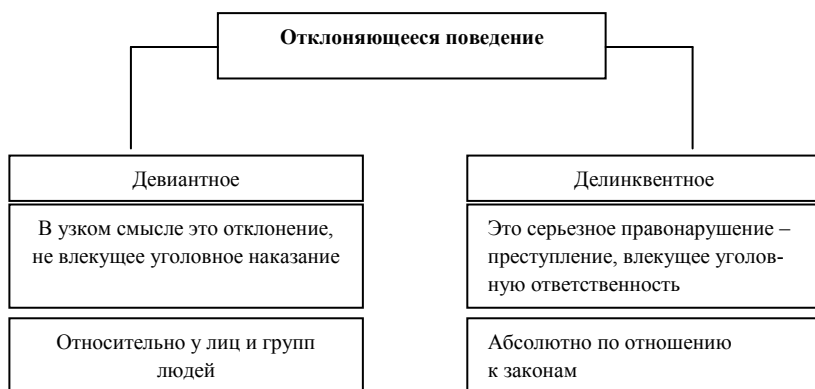 Отклоняющееся поведение
Девиантное
В узком смысле это отклонение,
не влекущее уголовное наказание
Относительно у лиц и групп
людей
Делинквентное
Это серьезное правонарушение –
преступление, влекущее уголов-
ную ответственность
Абсолютно по отношению
к законам